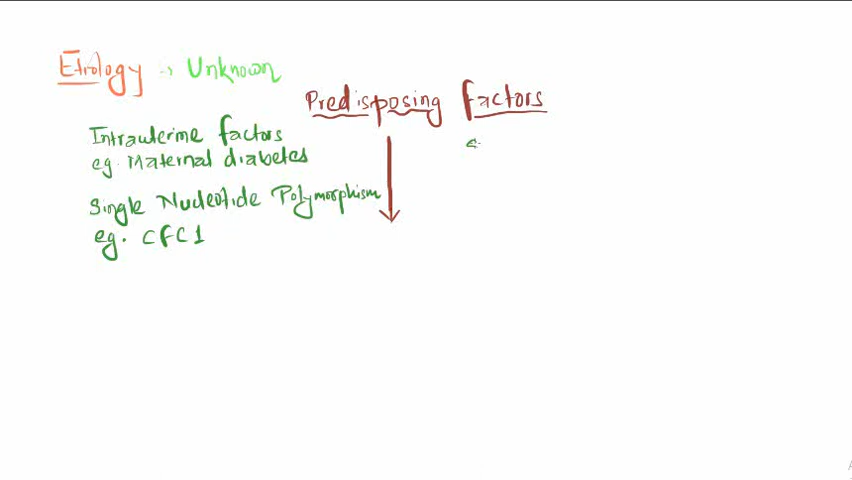 Etiology → Unknown
Predisposing factors
Intrauterine factors
eg. Maternal diabetes
Single Nucleotide Polymorphism
eg. CFC1